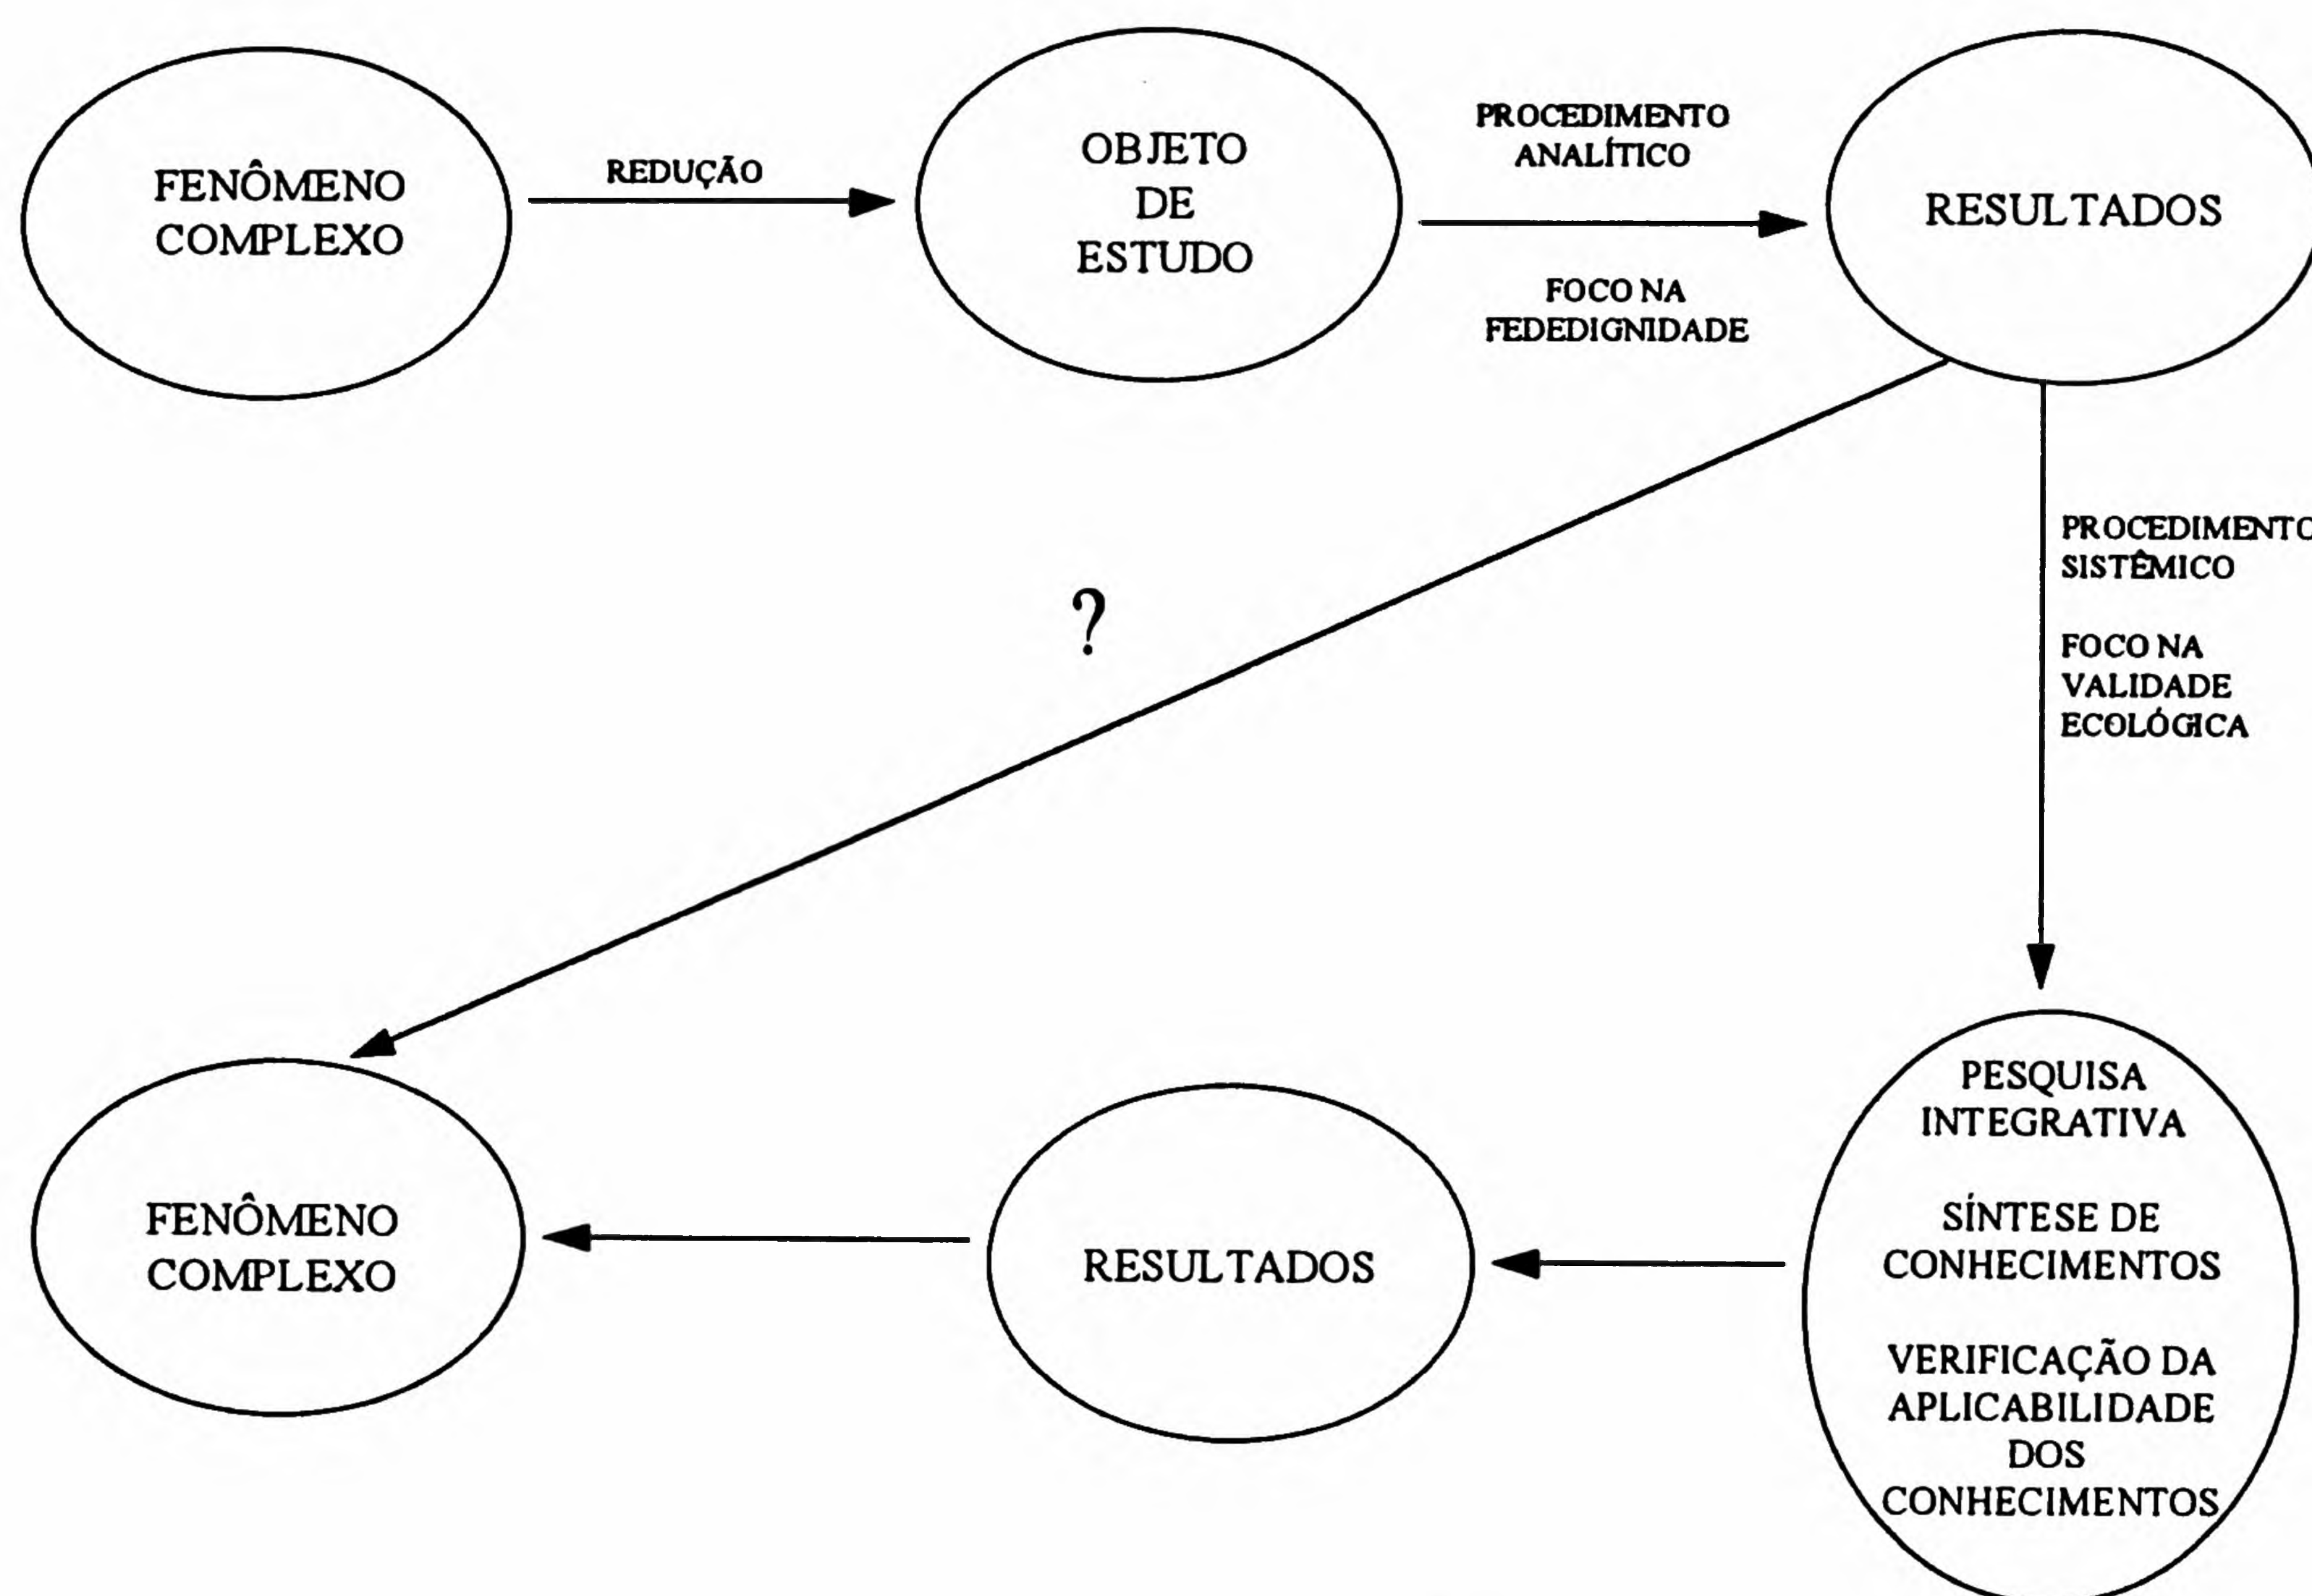 FENÔMENO
COMPLEXO
REDUÇÃO
OBJETO
DE
ESTUDO
PROCEDIMENTO
ANALÍTICO
FOCO NA
FEDEDIGNIDADE
RESULTADOS
PROCEDIMENTO
SISTÊMICO
FOCO NA
VALIDADE
ECOLÓGICA
?
PESQUISA
INTEGRATIVA
SÍNTESE DE
CONHECIMENTOS
VERIFICAÇÃO DA
APLICABILIDADE
DOS
CONHECIMENTOS
RESULTADOS
FENÔMENO
COMPLEXO